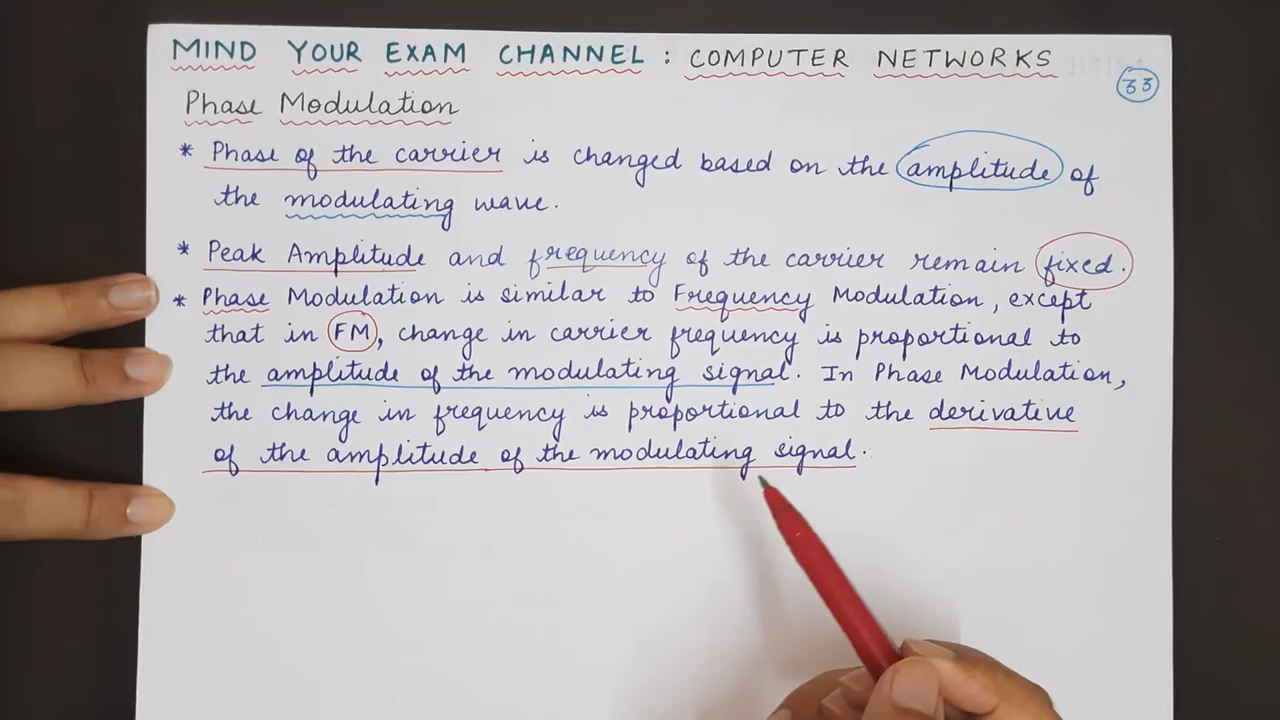 MIND YOUR EXAM CHANNEL : COMPUTER NETWORKS
33
Phase Modulation
* Phase of the carrier is changed based on the amplitude of
the modulating wave.
* Peak Amplitude and frequency of the carrier remain fixed.
* Phase Modulation is similar to Frequency Modulation, except
that in FM, change in carrier frequency is proportional to
the amplitude of the modulating signal. In Phase Modulation,
the change in frequency is proportional to the derivative
of the amplitude of the modulating signal.